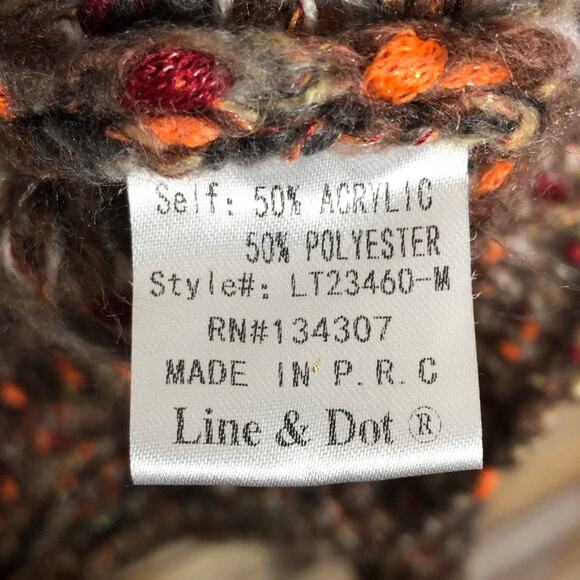 Self: 50% ACRYLIC
50% POLYESTER
Style#: LT23460-M
RN#134307
MADE IN P.R.C
Line & Dot ®